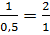 1/0,5 = 2/1